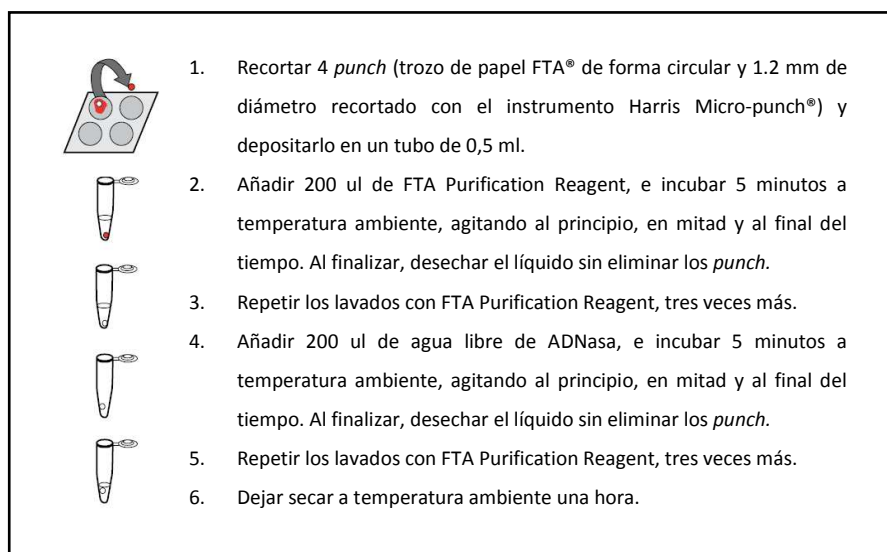 1. Recortar 4 punch (trozo de papel FTA® de forma circular y 1.2 mm de
diámetro recortado con el instrumento Harris Micro-punch®) y
depositarlo en un tubo de 0,5 ml.
2. Añadir 200 ul de FTA Purification Reagent, e incubar 5 minutos a
temperatura ambiente, agitando al principio, en mitad y al final del
tiempo. Al finalizar, desechar el líquido sin eliminar los punch.
3. Repetir los lavados con FTA Purification Reagent, tres veces más.
4. Añadir 200 ul de agua libre de ADNasa, e incubar 5 minutos a
temperatura ambiente, agitando al principio, en mitad y al final del
tiempo. Al finalizar, desechar el líquido sin eliminar los punch.
5. Repetir los lavados con FTA Purification Reagent, tres veces más.
6. Dejar secar a temperatura ambiente una hora.